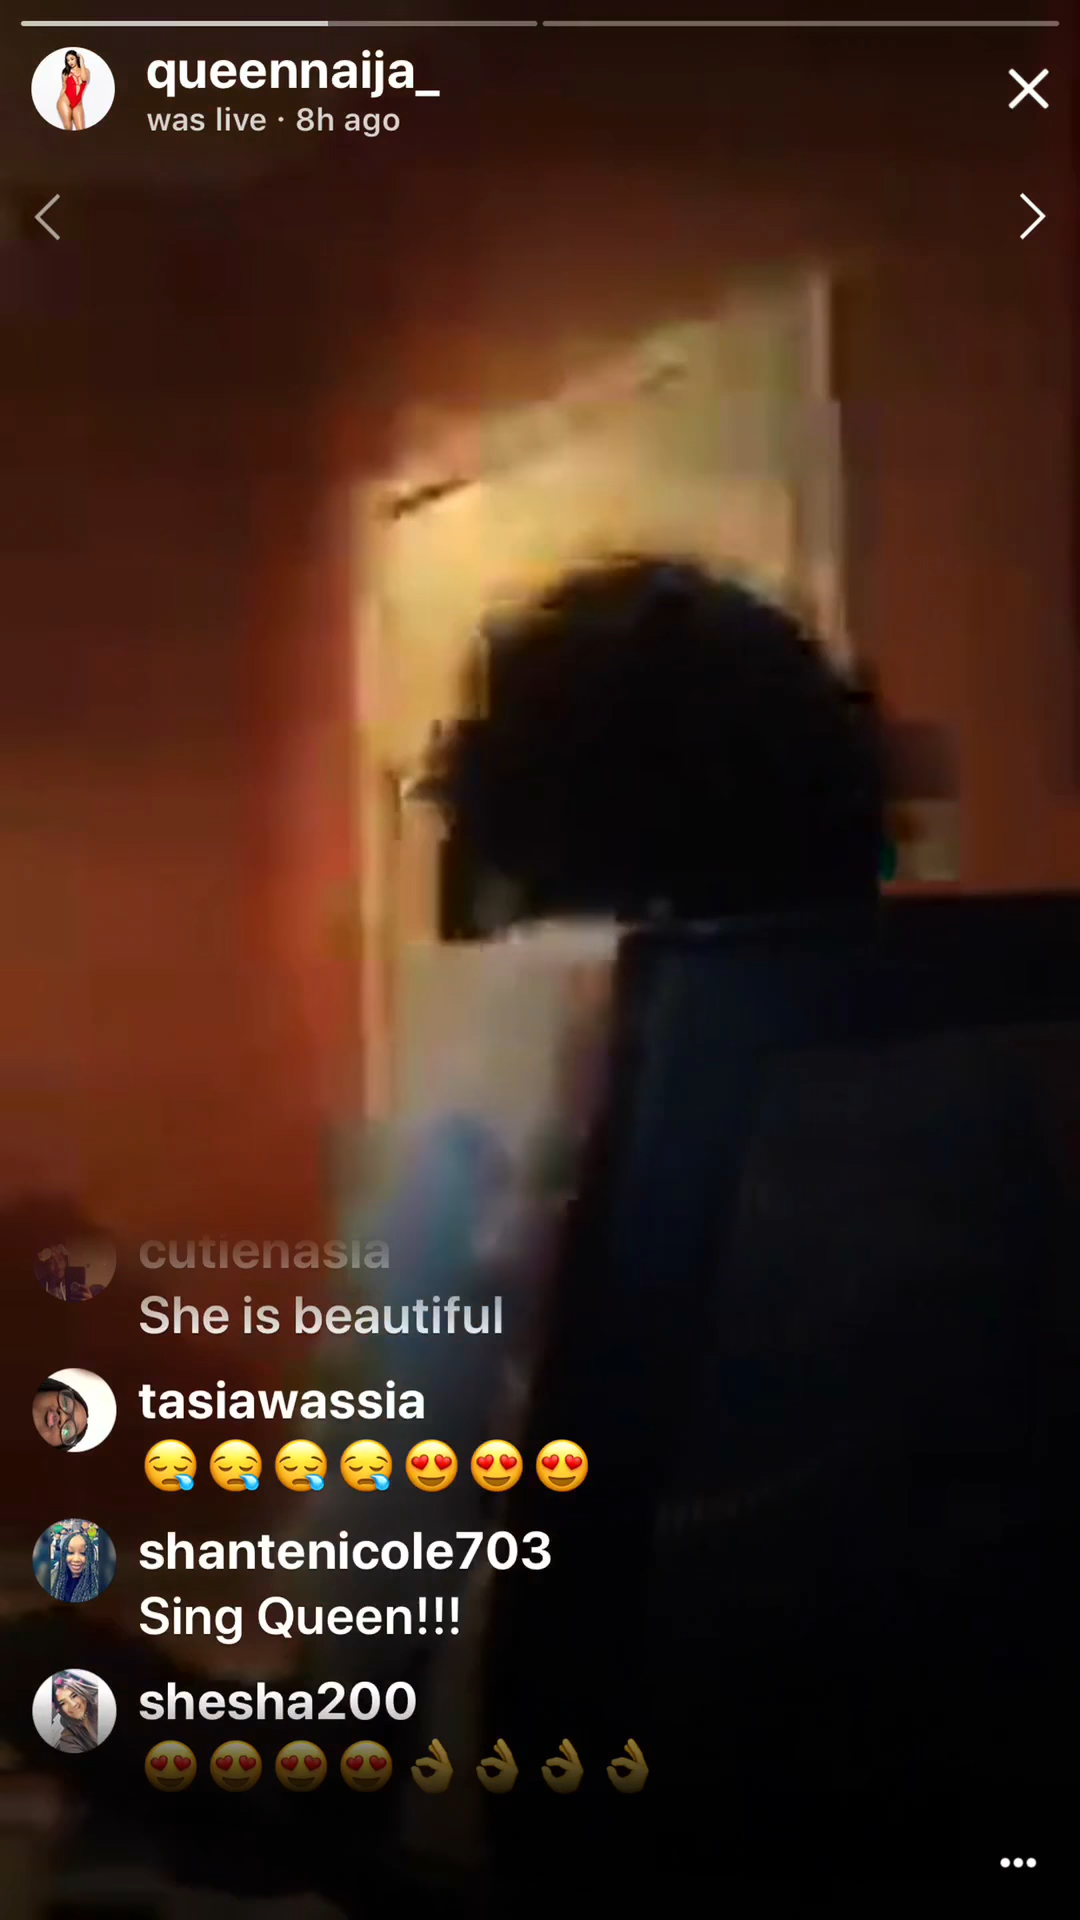 queennaija_
was live · 8h ago
cutienasia
She is beautiful
tasiawassia
😪😪😪😪😍😍😍
shantenicole703
Sing Queen!!!
shesha200
😍😍😍😍👌🏽👌🏽👌🏽👌🏽